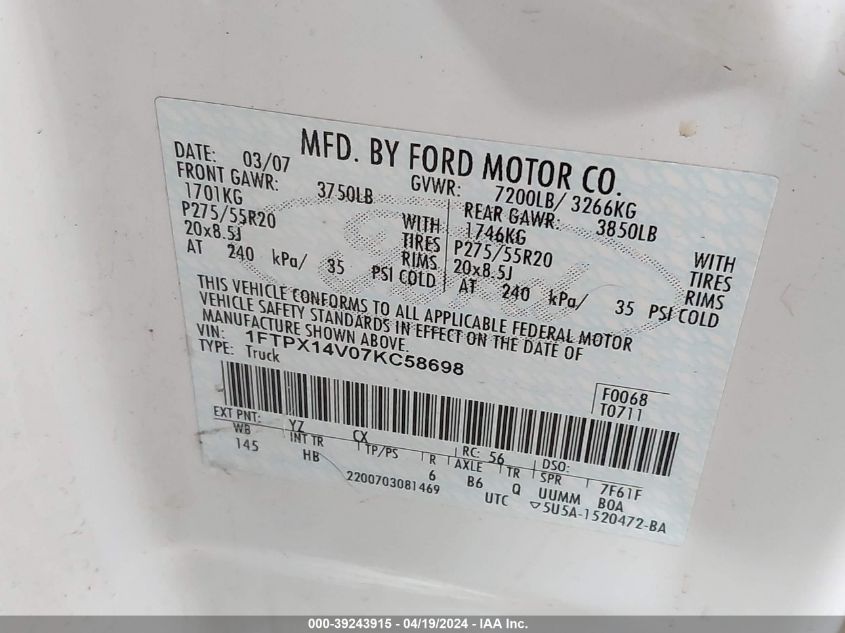 MFD. BY FORD MOTOR CO.
DATE: 03/07 GVWR: 7200LB/ 3266KG
FRONT GAWR: 3750LB REAR GAWR: 3850LB
1701KG WITH 1746KG WITH
P275/55R20 TIRES P275/55R20 TIRES
20x8.5J RIMS 20x8.5J RIMS
AT 240 kPa/ 35 PSI COLD AT 240 kPa/ 35 PSI COLD
THIS VEHICLE CONFORMS TO ALL APPLICABLE FEDERAL MOTOR
VEHICLE SAFETY STANDARDS IN EFFECT ON THE DATE OF
MANUFACTURE SHOWN ABOVE.
VIN: 1FTPX14V07KC58698
TYPE: Truck
F0068
T0711
EXT PNT: YZ CX RC: 56 DSO:
WB INT TR TP/PS R AXLE TR SPR 7F61F
145 HB 6 B6 Q UUMM B0A
2200703081469 UTC ▽5U5A-1520472-BA
000-39243915 - 04/19/2024 - IAA Inc.